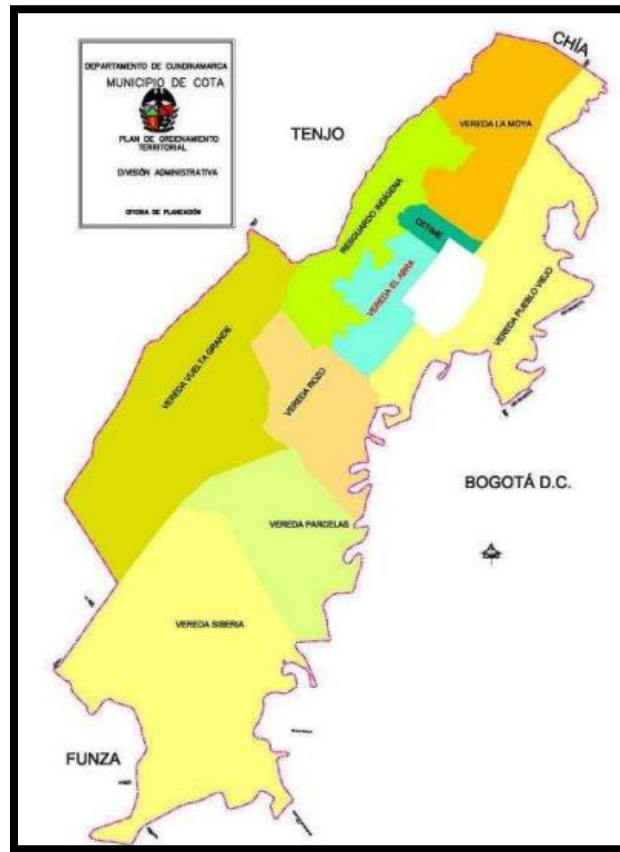 DEPARTAMENTO DE CUNDINAMARCA
MUNICIPIO DE COTA
PLAN DE ORDENAMIENTO
TERRITORIAL
DIVISIÓN ADMINISTRATIVA
OFICINA DE PLANEACIÓN
CHÍA
TENJO
VEREDA LA MOYA
RESGUARDO INDÍGENA
CETIME
VEREDA EL ABRA
VEREDA PUEBLO VIEJO
VEREDA VUELTA GRANDE
VEREDA ROZO
BOGOTÁ D.C.
VEREDA PARCELAS
VEREDA SIBERIA
FUNZA